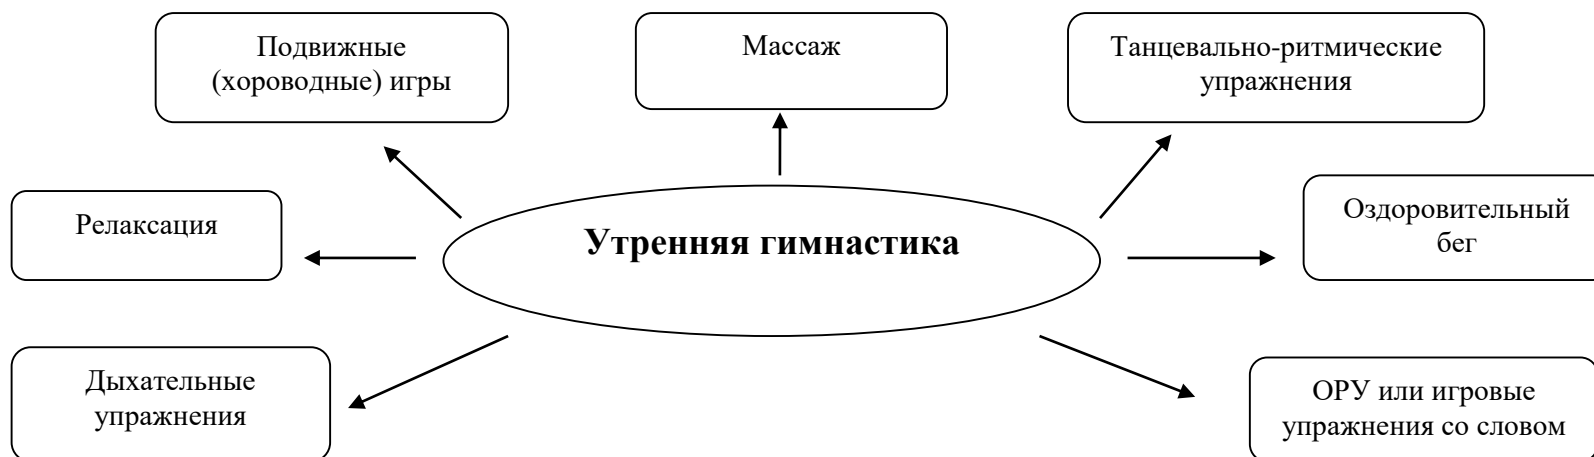 Подвижные
(хороводные) игры
Массаж
Танцевально-ритмические
упражнения
Релаксация
Утренняя гимнастика
Оздоровительный
бег
Дыхательные
упражнения
ОРУ или игровые
упражнения со словом